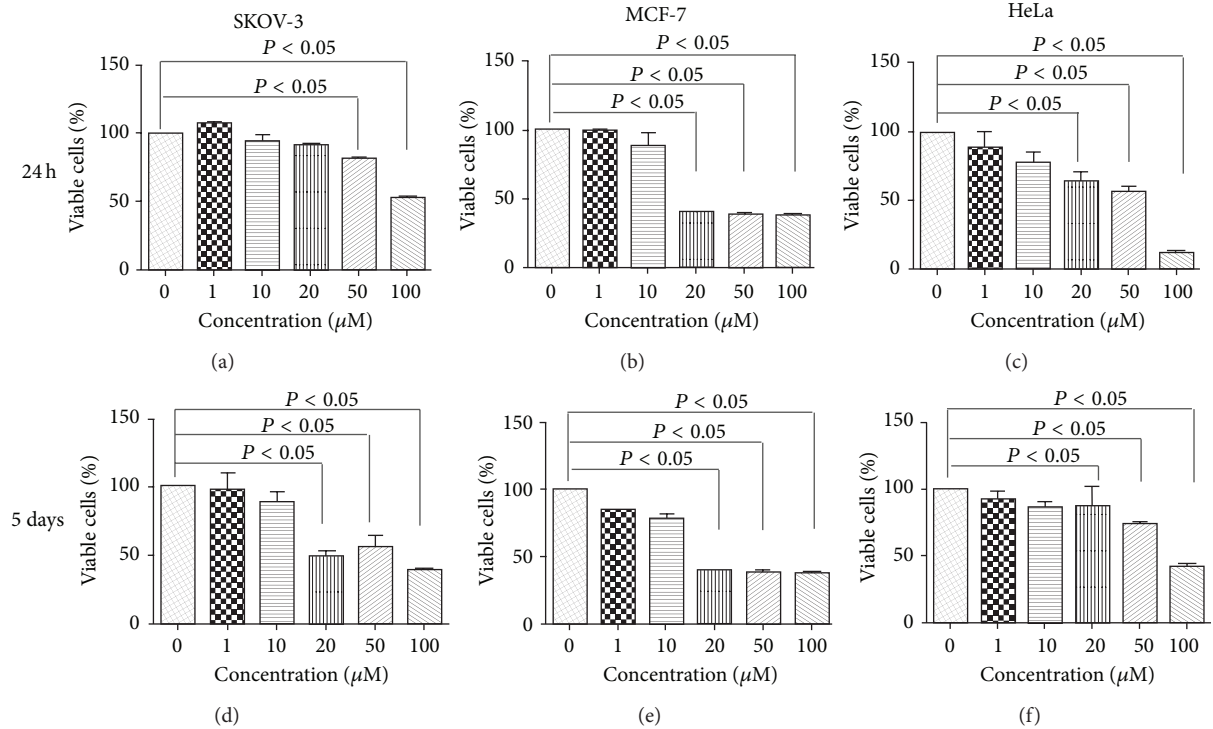 SKOV-3
MCF-7
HeLa
24 h
Viable cells (%)
150
100
50
0
P < 0.05
P < 0.05
0 1 10 20 50 100
Concentration (μM)
(a)
Viable cells (%)
150
100
50
0
P < 0.05
P < 0.05
P < 0.05
0 1 10 20 50 100
Concentration (μM)
(b)
Viable cells (%)
150
100
50
0
P < 0.05
P < 0.05
P < 0.05
0 1 10 20 50 100
Concentration (μM)
(c)
5 days
Viable cells (%)
150
100
50
0
P < 0.05
P < 0.05
P < 0.05
0 1 10 20 50 100
Concentration (μM)
(d)
Viable cells (%)
150
100
50
0
P < 0.05
P < 0.05
P < 0.05
0 1 10 20 50 100
Concentration (μM)
(e)
Viable cells (%)
150
100
50
0
P < 0.05
P < 0.05
P < 0.05
0 1 10 20 50 100
Concentration (μM)
(f)